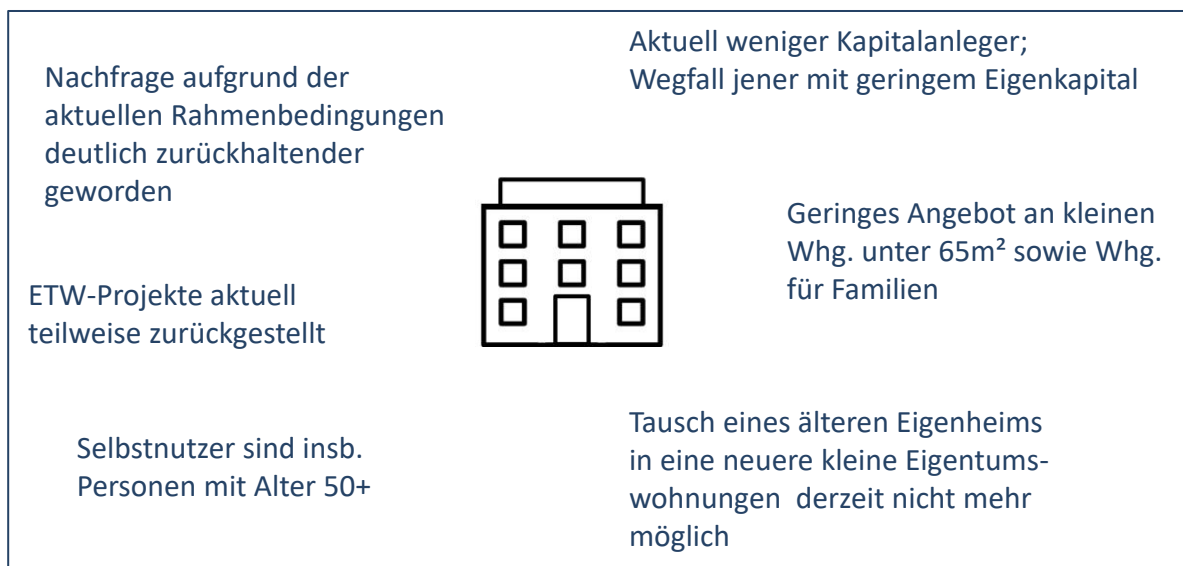 Nachfrage aufgrund der
aktuellen Rahmenbedingungen
deutlich zurückhaltender
geworden
Aktuell weniger Kapitalanleger;
Wegfall jener mit geringem Eigenkapital
Geringes Angebot an kleinen
Whg. unter 65m² sowie Whg.
für Familien
ETW-Projekte aktuell
teilweise zurückgestellt
Selbstnutzer sind insb.
Personen mit Alter 50+
Tausch eines älteren Eigenheims
in eine neuere kleine Eigentums-
wohnungen derzeit nicht mehr
möglich